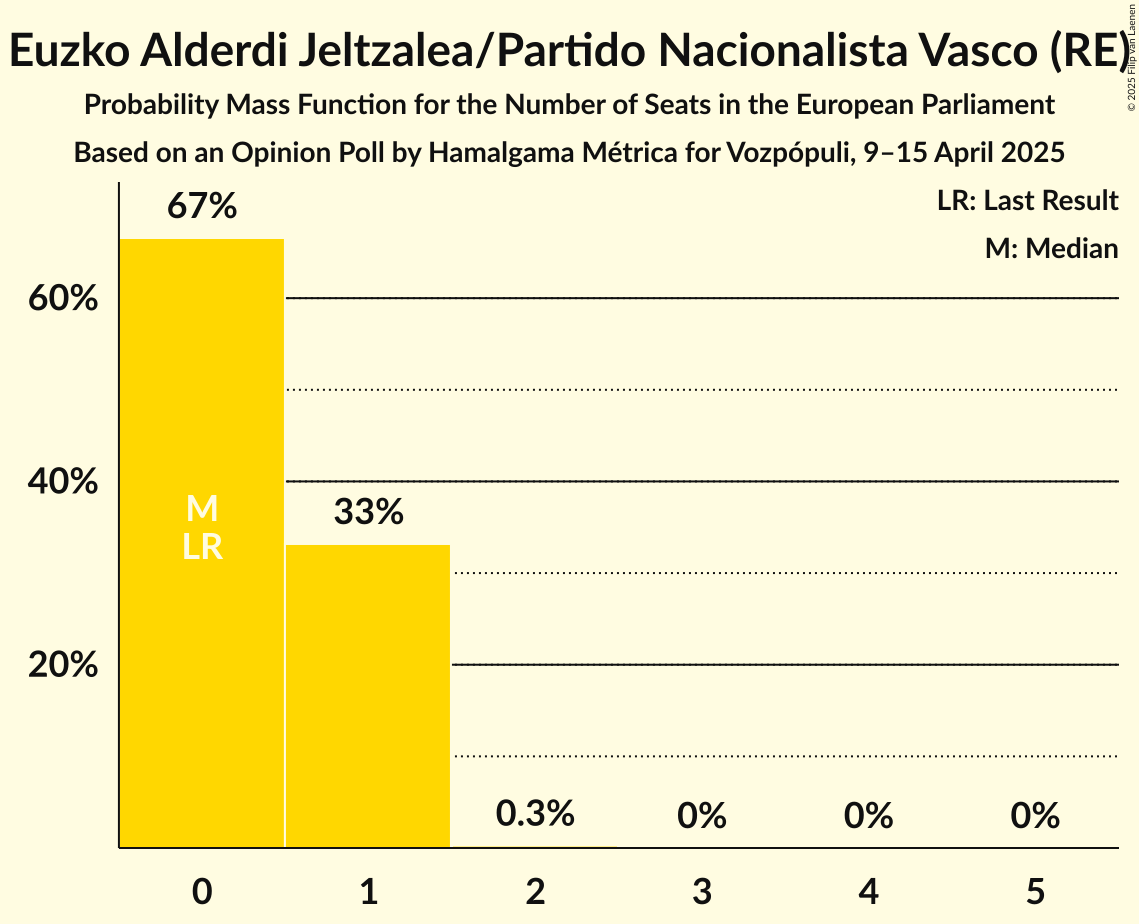 Euzko Alderdi Jeltzalea/Partido Nacionalista Vasco (RE)
© 2025 Filip van Laenen
Probability Mass Function for the Number of Seats in the European Parliament
Based on an Opinion Poll by Hamalgama Métrica for Vozpópuli, 9–15 April 2025
LR: Last Result
M: Median
67%
60%
40%
M
LR
33%
20%
0.3%
0%
0%
0%
0
1
2
3
4
5